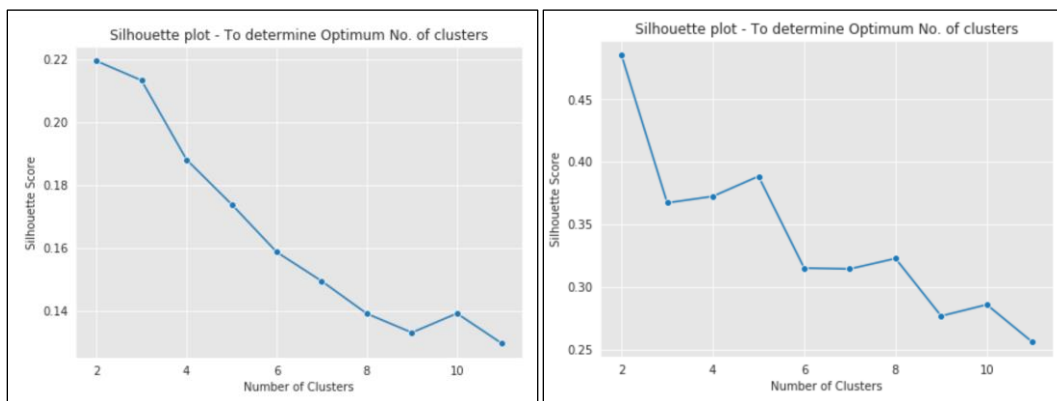 Silhouette plot - To determine Optimum No. of clusters
0.22
0.20
0.18
0.16
0.14
Silhouette Score
2 4 6 8 10
Number of Clusters
Silhouette plot - To determine Optimum No. of clusters
0.45
0.40
0.35
0.30
0.25
Silhouette Score
2 4 6 8 10
Number of Clusters